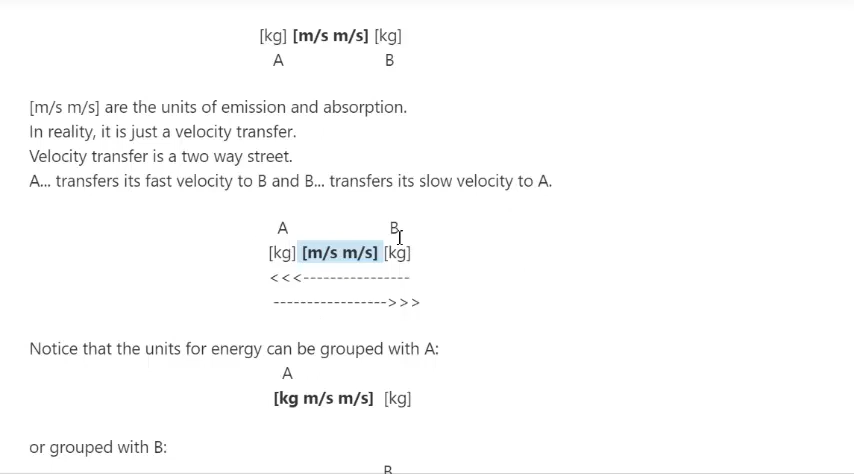 [kg] [m/s m/s] [kg]
A B
[m/s m/s] are the units of emission and absorption.
In reality, it is just a velocity transfer.
Velocity transfer is a two way street.
A... transfers its fast velocity to B and B... transfers its slow velocity to A.
A B
[kg] [m/s m/s] [kg]
<<<----------------
----------------->>>
Notice that the units for energy can be grouped with A:
A
[kg m/s m/s] [kg]
or grouped with B:
B